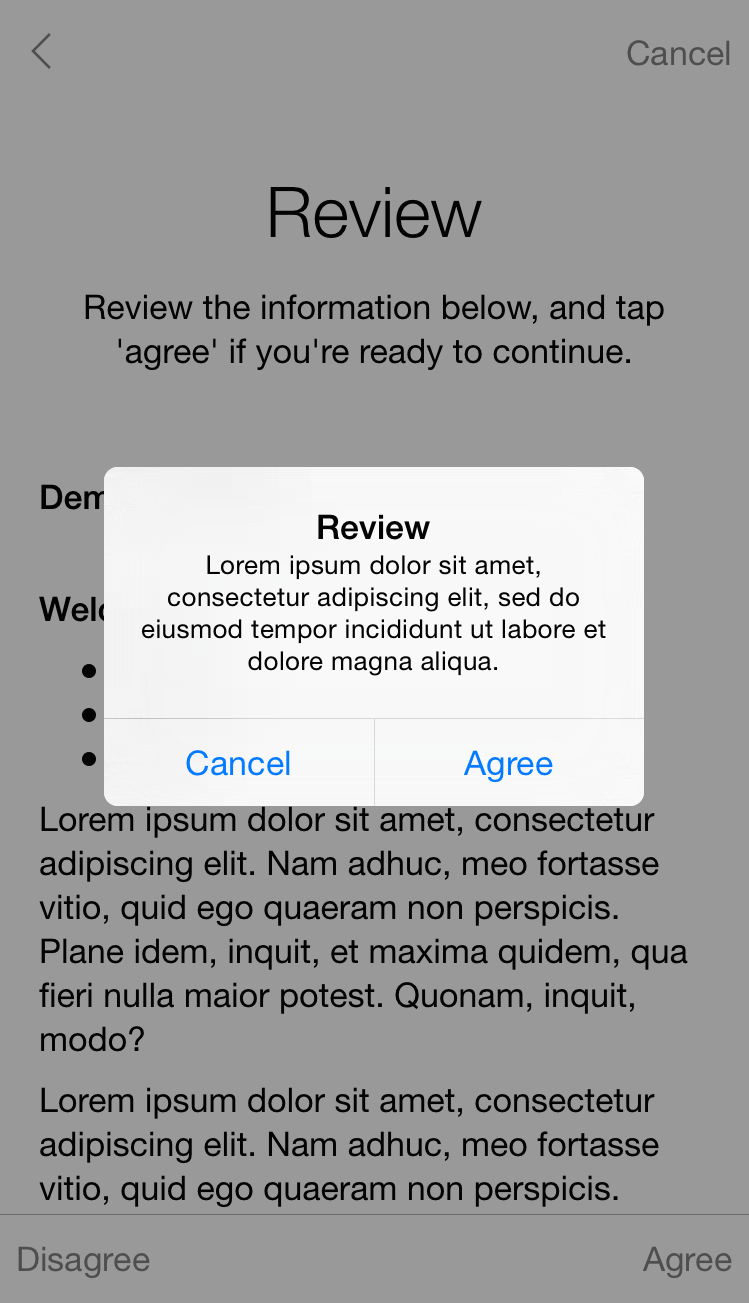 Cancel
Review
Review the information below, and tap
'agree' if you're ready to continue.
Review
Lorem ipsum dolor sit amet,
consectetur adipiscing elit, sed do
eiusmod tempor incididunt ut labore et
dolore magna aliqua.
Cancel
Agree
Lorem ipsum dolor sit amet, consectetur
adipiscing elit. Nam adhuc, meo fortasse
vitio, quid ego quaeram non perspicis.
Plane idem, inquit, et maxima quidem, qua
fieri nulla maior potest. Quonam, inquit,
modo?
Lorem ipsum dolor sit amet, consectetur
adipiscing elit. Nam adhuc, meo fortasse
vitio, quid ego quaeram non perspicis.
Disagree
Agree